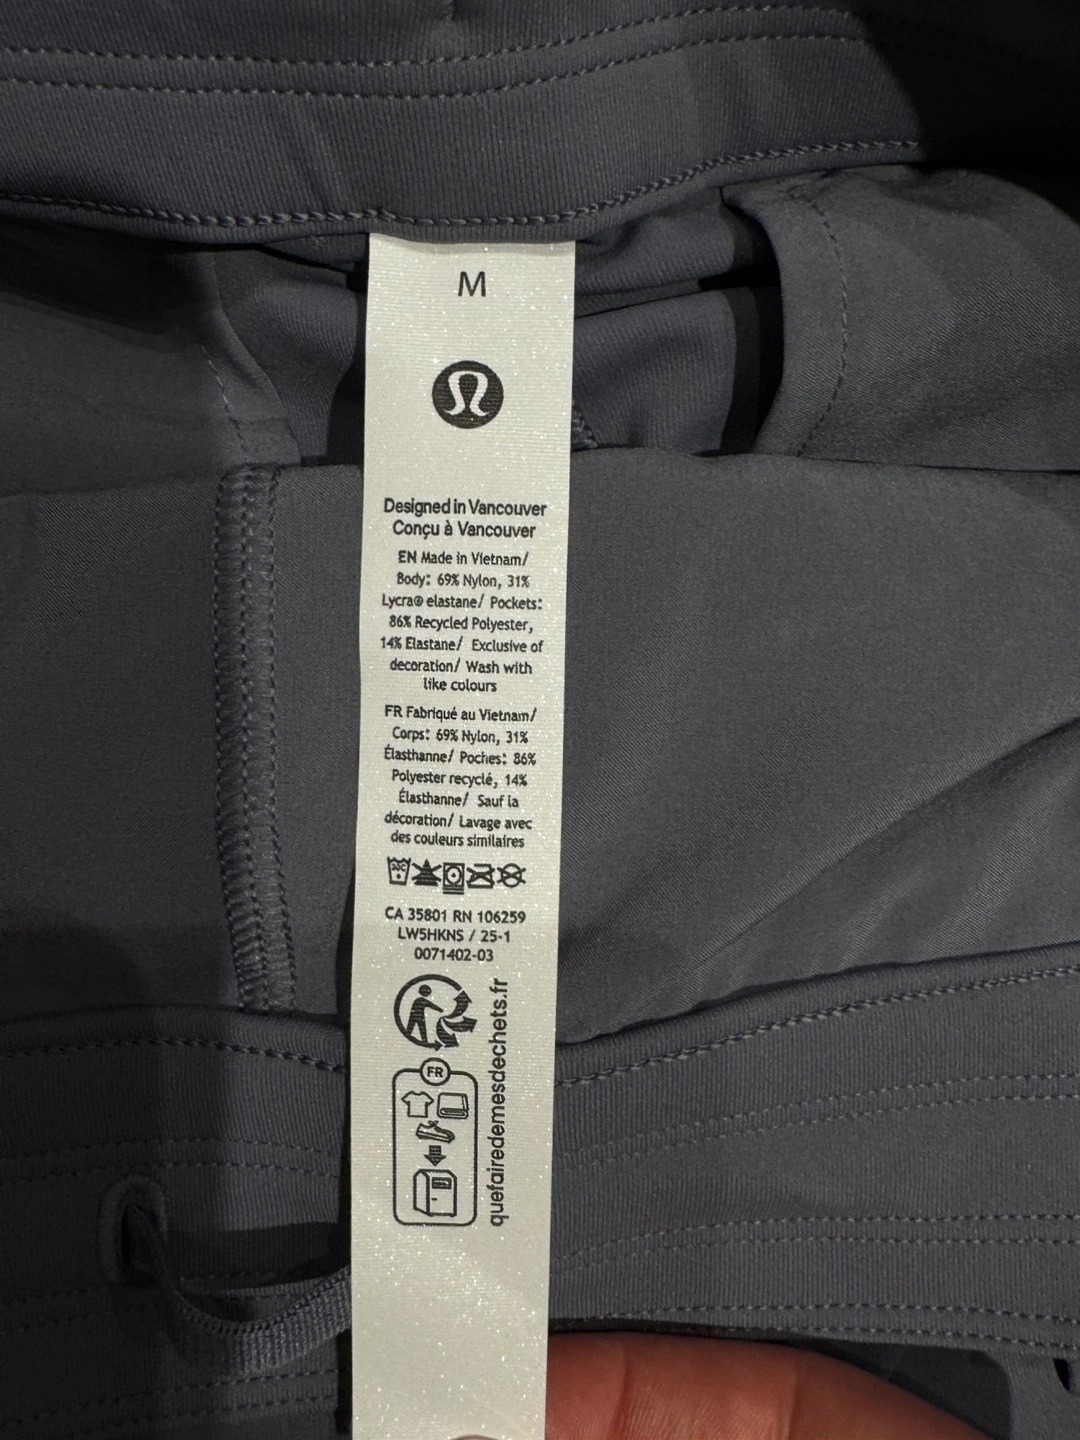 M
Designed in Vancouver
Conçu à Vancouver
EN Made in Vietnam/
Body: 69% Nylon, 31%
Lycra® elastane/ Pockets:
86% Recycled Polyester,
14% Elastane/ Exclusive of
decoration/ Wash with
like colours
FR Fabriqué au Vietnam/
Corps: 69% Nylon, 31%
Élasthanne/ Poches: 86%
Polyester recyclé, 14%
Élasthanne/ Sauf la
décoration/ Lavage avec
des couleurs similaires
30C
CA 35801 RN 106259
LW5HKNS / 25-1
0071402-03
FR
quefairedemesdechets.fr